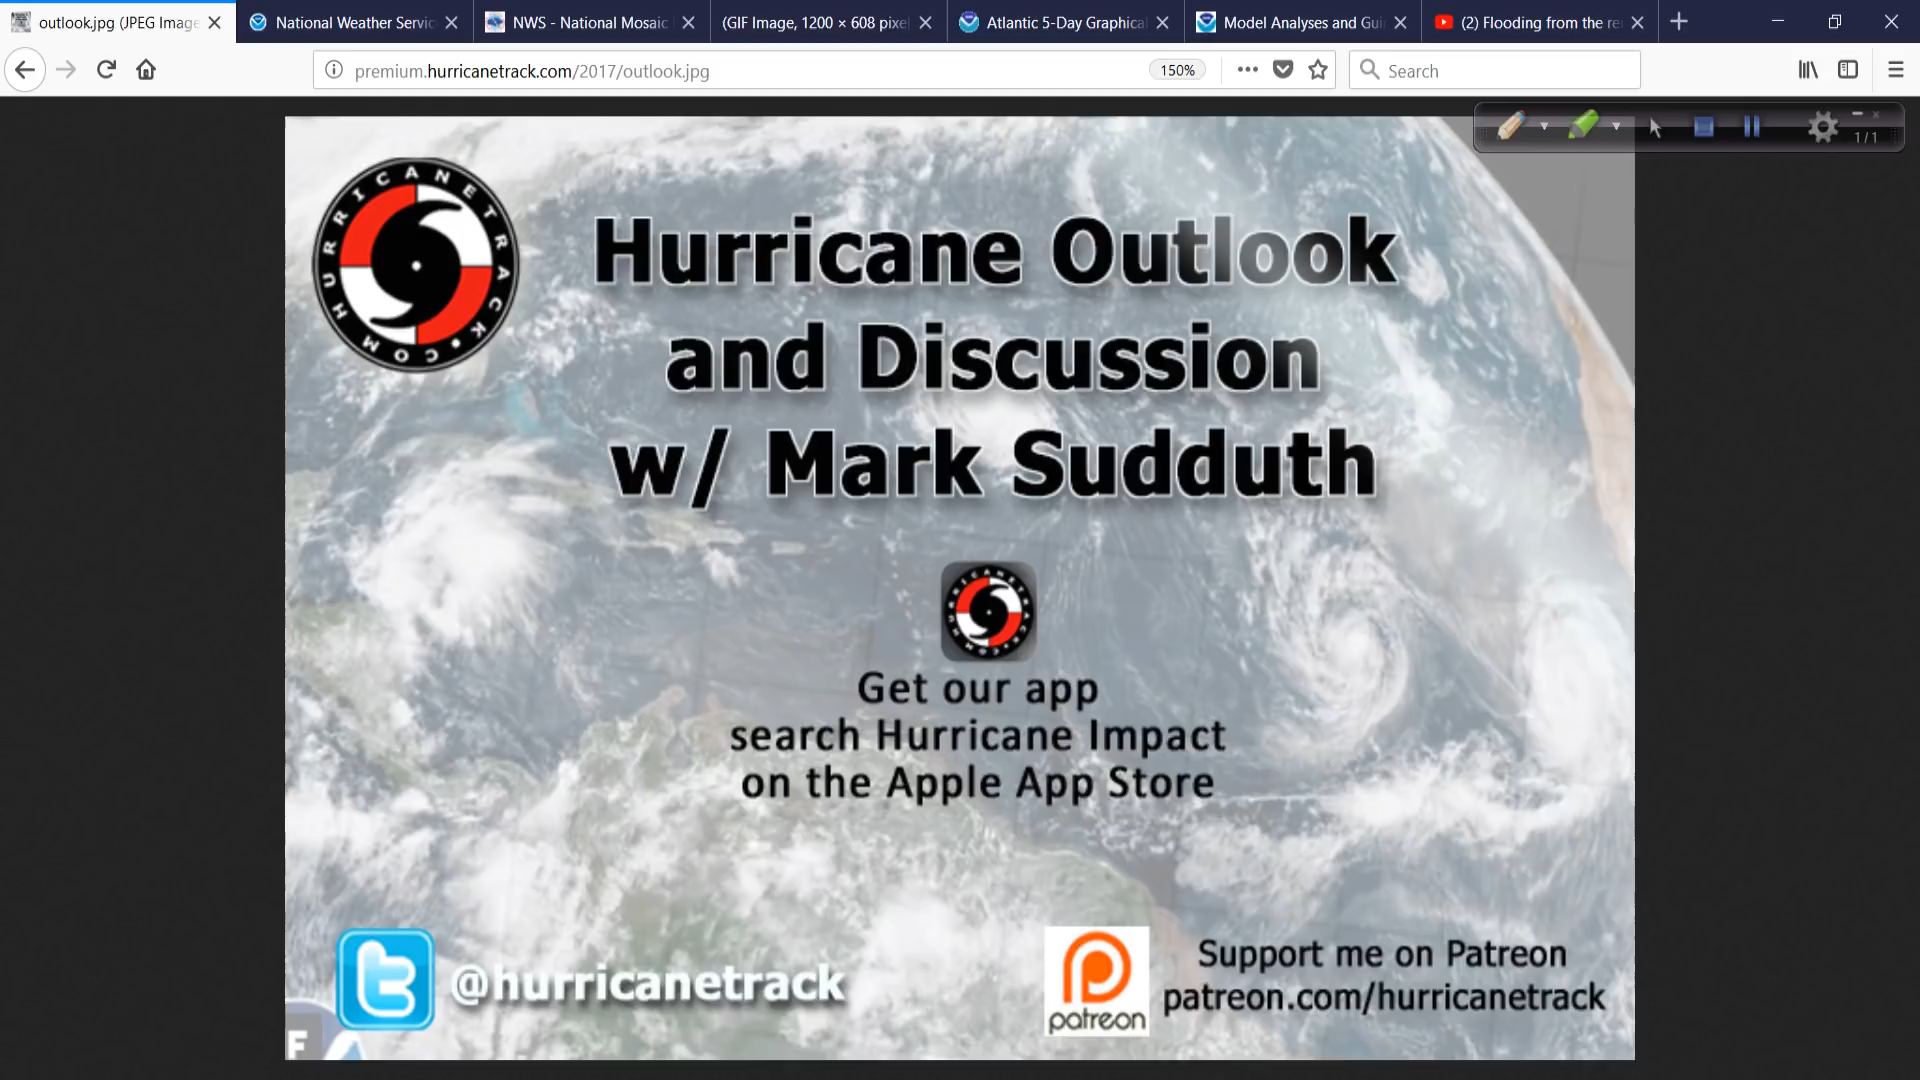 outlook.jpg (JPEG Image
National Weather Servic
NWS - National Mosaic
(GIF Image, 1200 × 608 pixel
Atlantic 5-Day Graphical
Model Analyses and Gui
(2) Flooding from the re
premium.hurricanetrack.com/2017/outlook.jpg
150%
Search
1/1
HURRICANETRACK.COM
Hurricane Outlook
and Discussion
w/ Mark Sudduth
HURRICANETRACK.COM
Get our app
search Hurricane Impact
on the Apple App Store
@hurricanetrack
patreon
Support me on Patreon
patreon.com/hurricanetrack
F